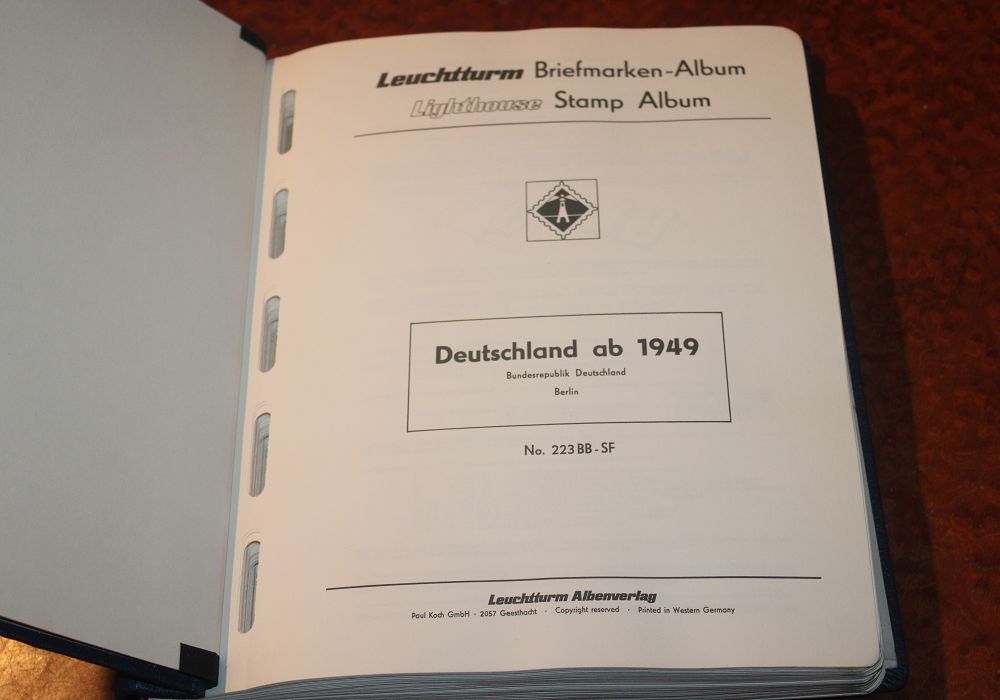 Leuchtturm Briefmarken-Album
Lighthouse Stamp Album
Deutschland ab 1949
Bundesrepublik Deutschland
Berlin
No. 223 BB - SF
Leuchtturm Albenverlag
Paul Koch GmbH · 2057 Geesthacht · Copyright reserved · Printed in Western Germany